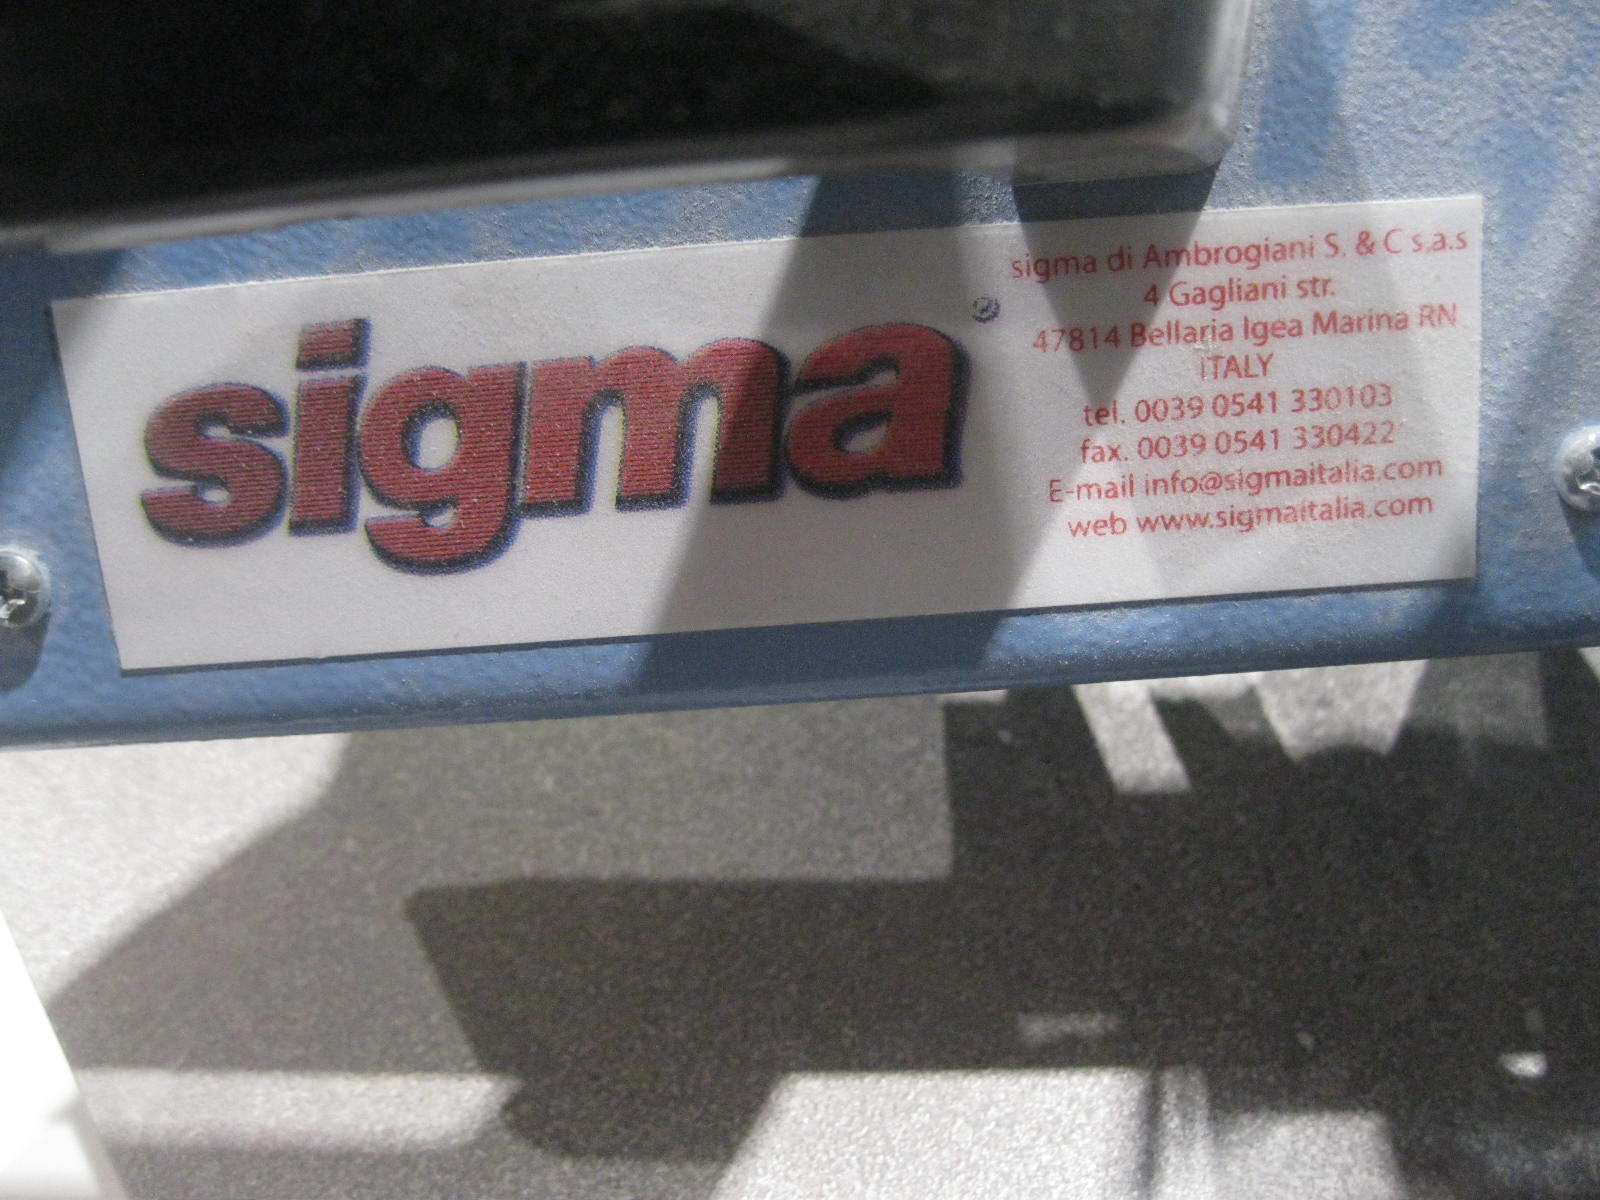 sigma®
sigma di Ambrogiani S. & C s.a.s
4 Gagliani str.
47814 Bellaria Igea Marina RN
ITALY
tel. 0039 0541 330103
fax. 0039 0541 330422
E-mail info@sigmaitalia.com
web www.sigmaitalia.com